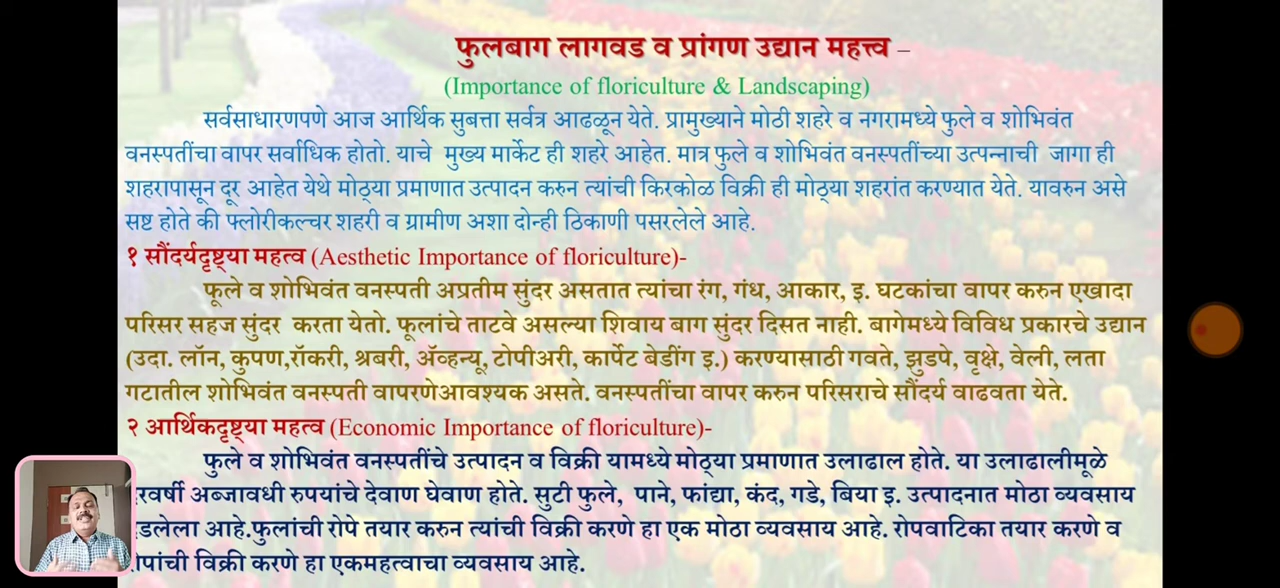 फुलबाग लागवड व प्रांगण उद्यान महत्त्व –
(Importance of floriculture & Landscaping)
सर्वसाधारणपणे आज आर्थिक सुबत्ता सर्वत्र आढळून येते. प्रामुख्याने मोठी शहरे व नगरामध्ये फुले व शोभिवंत
वनस्पतींचा वापर सर्वाधिक होतो. याचे मुख्य मार्केट ही शहरे आहेत. मात्र फुले व शोभिवंत वनस्पतींच्या उत्पन्नाची जागा ही
शहरापासून दूर आहेत येथे मोठ्या प्रमाणात उत्पादन करुन त्यांची किरकोळ विक्री ही मोठ्या शहरांत करण्यात येते. यावरुन असे
सष्ट होते की फ्लोरीकल्चर शहरी व ग्रामीण अशा दोन्ही ठिकाणी पसरलेले आहे.
१ सौंदर्यदृष्ट्या महत्व (Aesthetic Importance of floriculture)-
फूले व शोभिवंत वनस्पती अप्रतीम सुंदर असतात त्यांचा रंग, गंध, आकार, इ. घटकांचा वापर करुन एखादा
परिसर सहज सुंदर करता येतो. फूलांचे ताटवे असल्या शिवाय बाग सुंदर दिसत नाही. बागेमध्ये विविध प्रकारचे उद्यान
(उदा. लॉन, कुपण,रॉकरी, श्रबरी, ॲव्हन्यू, टोपीअरी, कार्पेट बेडींग इ.) करण्यासाठी गवते, झुडपे, वृक्षे, वेली, लता
गटातील शोभिवंत वनस्पती वापरणेआवश्यक असते. वनस्पतींचा वापर करुन परिसराचे सौंदर्य वाढवता येते.
२ आर्थिकदृष्ट्या महत्व (Economic Importance of floriculture)-
फुले व शोभिवंत वनस्पतींचे उत्पादन व विक्री यामध्ये मोठ्या प्रमाणात उलाढाल होते. या उलाढालीमूळे
अब्जावधी रुपयांचे देवाण घेवाण होते. सुटी फुले, पाने, फांद्या, कंद, गडे, बिया इ. उत्पादनात मोठा व्यवसाय
आहे.फुलांची रोपे तयार करुन त्यांची विक्री करणे हा एक मोठा व्यवसाय आहे. रोपवाटिका तयार करणे व
विक्री करणे हा एकमहत्वाचा व्यवसाय आहे.